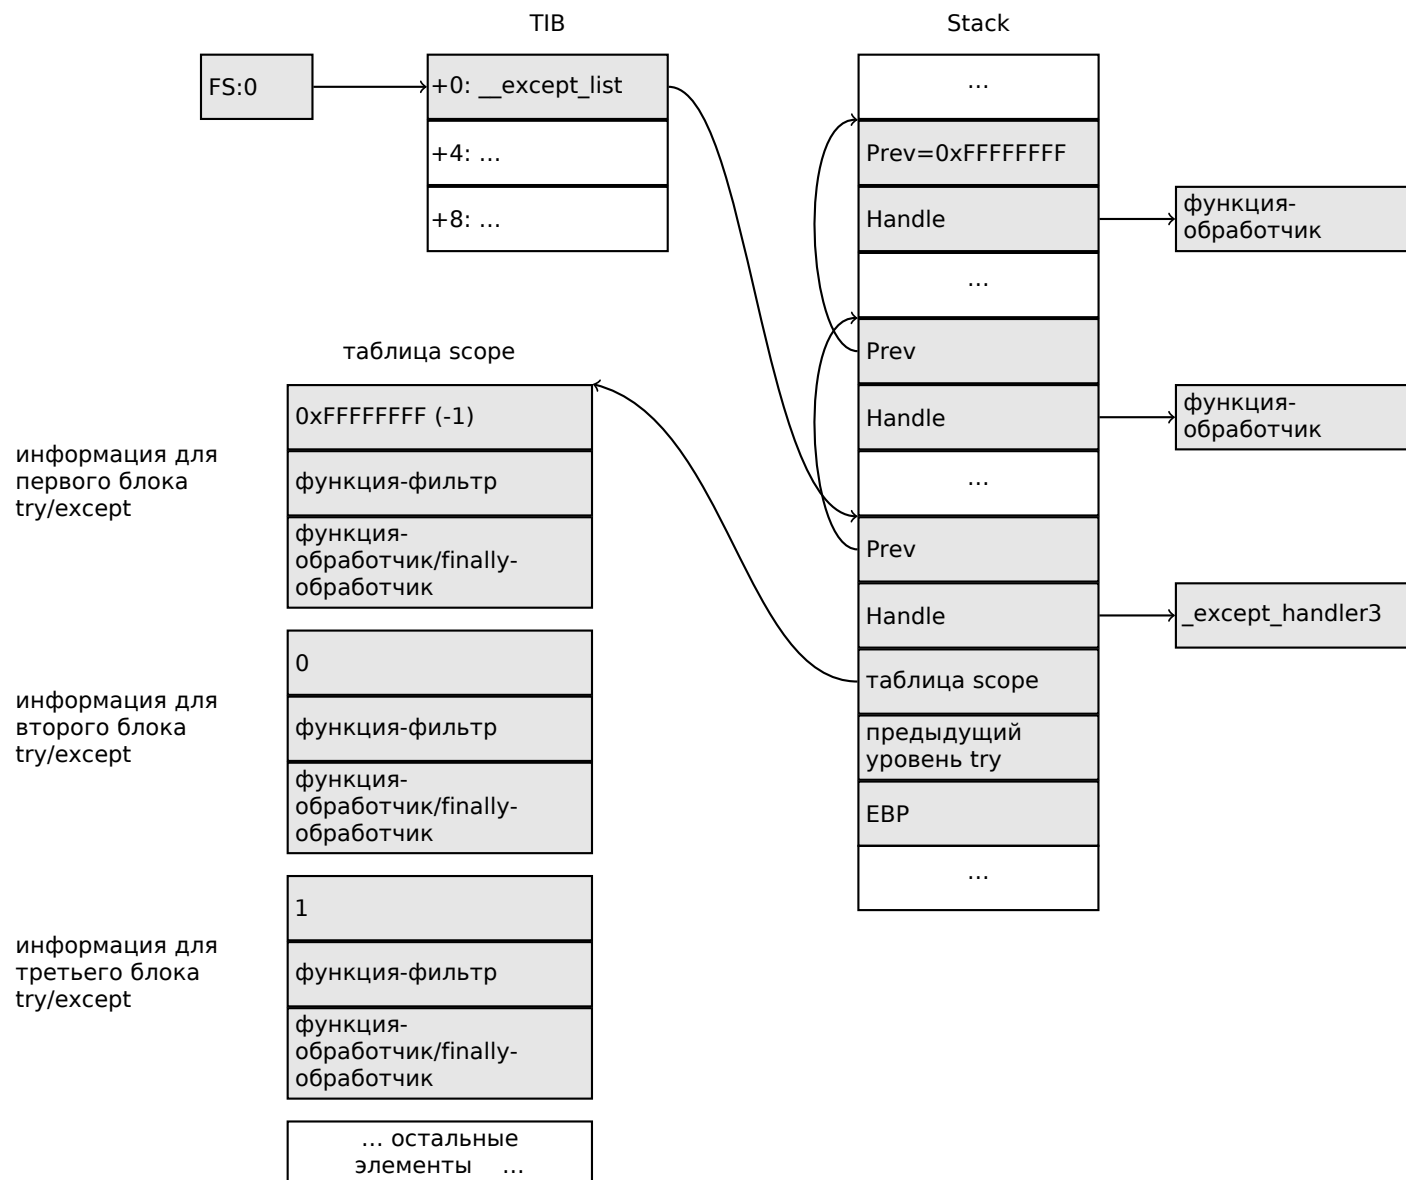 TIB
Stack
FS:0
+0: __except_list
+4: …
+8: …
…
Prev=0xFFFFFFFF
Handle
функция-
обработчик
…
Prev
Handle
функция-
обработчик
…
Prev
Handle
_except_handler3
таблица scope
предыдущий
уровень try
EBP
…
таблица scope
информация для
первого блока
try/except
0xFFFFFFFF (-1)
функция-фильтр
функция-
обработчик/finally-
обработчик
информация для
второго блока
try/except
0
функция-фильтр
функция-
обработчик/finally-
обработчик
информация для
третьего блока
try/except
1
функция-фильтр
функция-
обработчик/finally-
обработчик
… остальные
элементы …